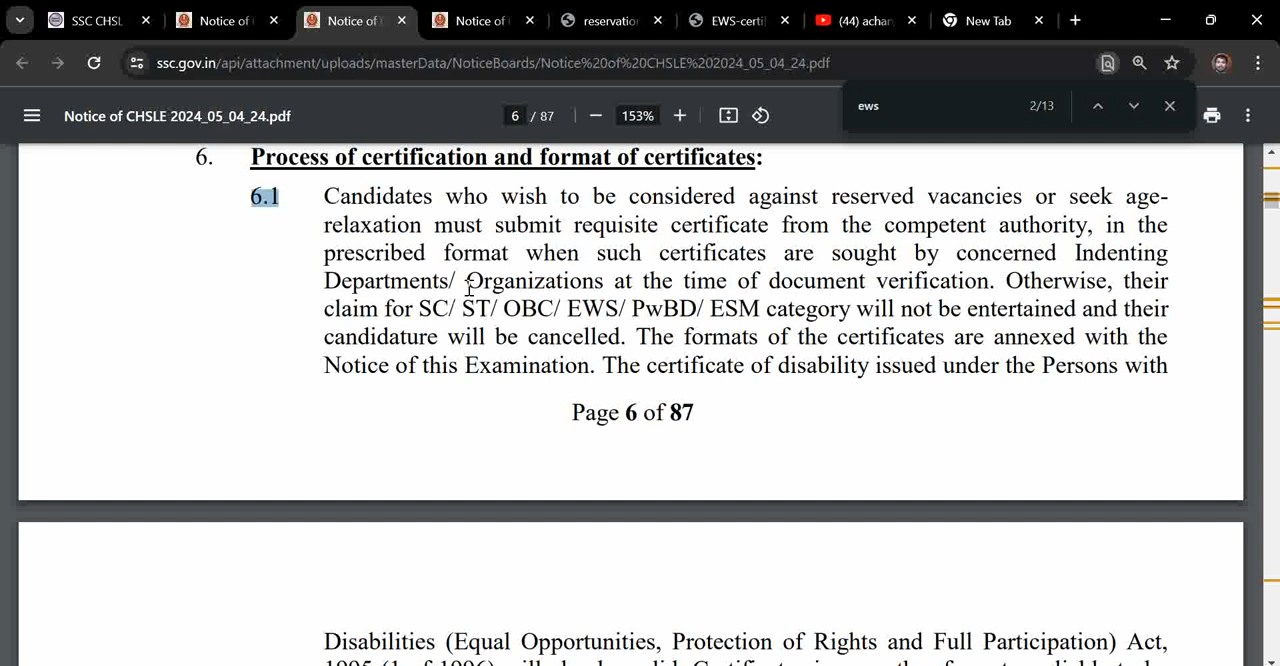 SSC CHSL
Notice of
Notice of
Notice of
reservation
EWS-certi
(44) achar
New Tab
ssc.gov.in/api/attachment/uploads/masterData/NoticeBoards/Notice%20of%20CHSLE%202024_05_04_24.pdf
Notice of CHSLE 2024_05_04_24.pdf
6 / 87
153%
ews
2/13
6. Process of certification and format of certificates:
6.1 Candidates who wish to be considered against reserved vacancies or seek age-
relaxation must submit requisite certificate from the competent authority, in the
prescribed format when such certificates are sought by concerned Indenting
Departments/ Organizations at the time of document verification. Otherwise, their
claim for SC/ ST/ OBC/ EWS/ PwBD/ ESM category will not be entertained and their
candidature will be cancelled. The formats of the certificates are annexed with the
Notice of this Examination. The certificate of disability issued under the Persons with
Page 6 of 87
Disabilities (Equal Opportunities, Protection of Rights and Full Participation) Act,